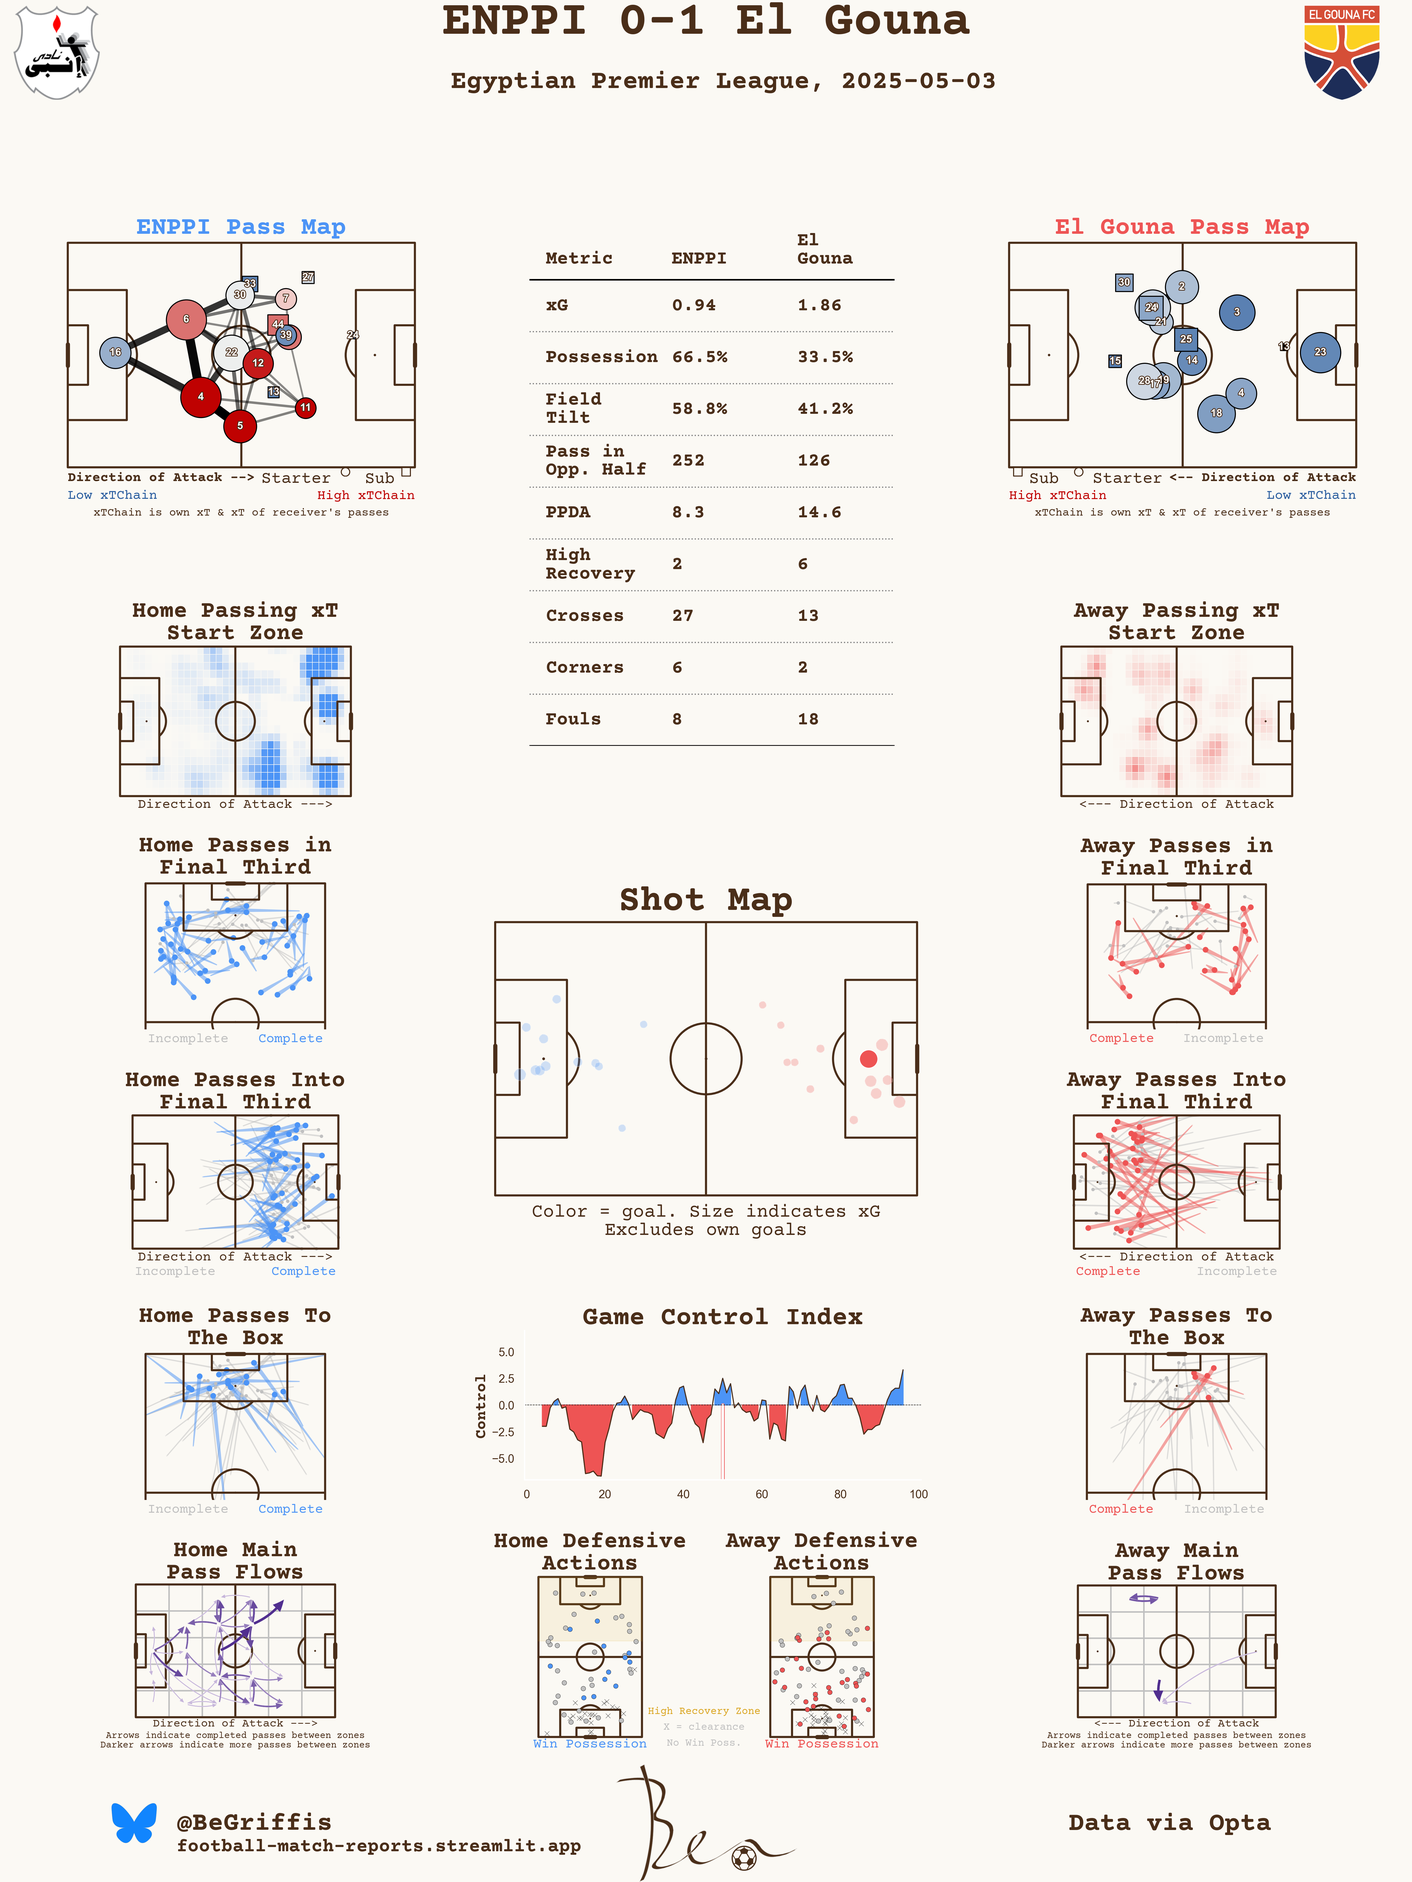 ENPPI 0-1 El Gouna
Egyptian Premier League, 2025-05-03
نادى
إنبى
EL GOUNA FC
ENPPI Pass Map
33
27
30
7
6
44
39
24
16
22
12
13
4
11
5
Direction of Attack --> Starter Sub
Low xTChain High xTChain
xTChain is own xT & xT of receiver's passes
Metric ENPPI El Gouna
xG 0.94 1.86
Possession 66.5% 33.5%
Field Tilt 58.8% 41.2%
Pass in Opp. Half 252 126
PPDA 8.3 14.6
High Recovery 2 6
Crosses 27 13
Corners 6 2
Fouls 8 18
El Gouna Pass Map
30
2
24
21
3
25
13
23
15
14
28
17
19
4
18
Sub Starter <-- Direction of Attack
High xTChain Low xTChain
xTChain is own xT & xT of receiver's passes
Home Passing xT
Start Zone
Direction of Attack --->
Away Passing xT
Start Zone
<--- Direction of Attack
Home Passes in
Final Third
Incomplete Complete
Away Passes in
Final Third
Complete Incomplete
Shot Map
Color = goal. Size indicates xG
Excludes own goals
Home Passes Into
Final Third
Direction of Attack --->
Incomplete Complete
Away Passes Into
Final Third
<--- Direction of Attack
Complete Incomplete
Home Passes To
The Box
Incomplete Complete
Game Control Index
Control
5.0
2.5
0.0
−2.5
−5.0
0 20 40 60 80 100
Away Passes To
The Box
Complete Incomplete
Home Main
Pass Flows
Direction of Attack --->
Arrows indicate completed passes between zones
Darker arrows indicate more passes between zones
Home Defensive
Actions
Win Possession
High Recovery Zone
X = clearance
No Win Poss.
Away Defensive
Actions
Win Possession
Away Main
Pass Flows
<--- Direction of Attack
Arrows indicate completed passes between zones
Darker arrows indicate more passes between zones
@BeGriffis
football-match-reports.streamlit.app
Ben
Data via Opta